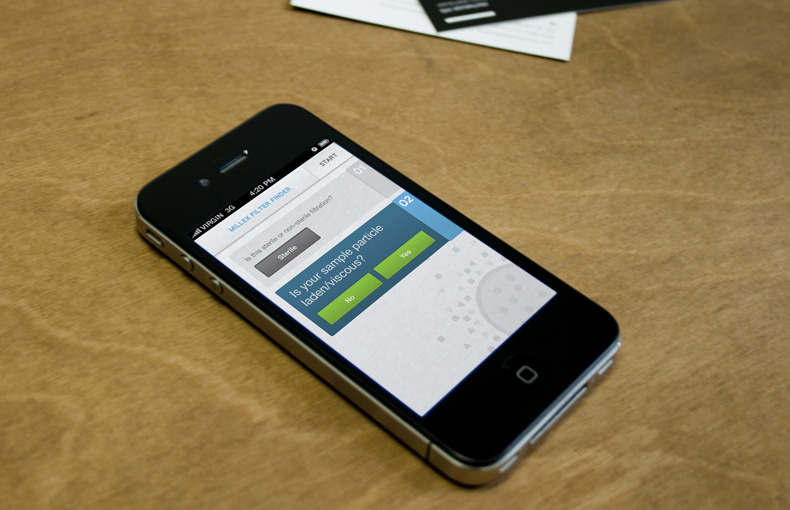 VIRGIN 3G 4:20 PM
MILLEX FILTER FINDER START
Is this sterile or non-sterile filtration? 01
Sterile
Is your sample particle 02
laden/viscous?
No Yes